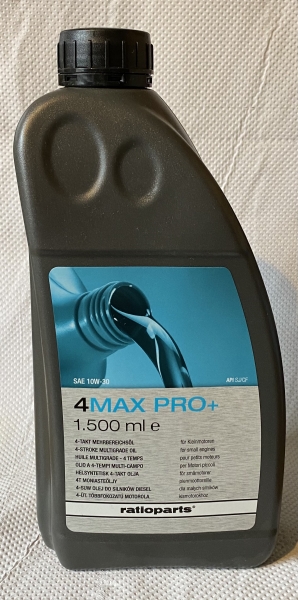 SAE 10W-30
API SJ/CF
4MAX PRO+
1.500 ml e
4-TAKT MEHRBEREICHSÖL für Kleinmotoren
4-STROKE MULTIGRADE OIL for small engines
HUILE MULTIGRADE - 4 TEMPS pour petits moteurs
OLIO A 4-TEMPI MULTI-CAMPO per Motori piccoli
HELSYNTETISK 4-TAKT OLJA för småmotorer
4T MONIASTEÖLJY pienmoottoreille
4-SUW OLEJ DO SILNIKÓW DIESEL dla małych silników
4-ÜT. TÖBBFOKOZATÚ MOTOROLA kismotorokhoz
ratioparts®